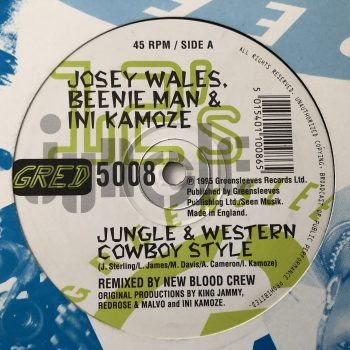 45 RPM / SIDE A
JOSEY WALES,
BEENIE MAN &
INI KAMOZE
12"s
GRED 5008
5 015401 100865
℗ 1995 Greensleeves Records Ltd.
Published by Greensleeves
Publishing Ltd/Seen Musik.
Made in England.
JUNGLE & WESTERN
COWBOY STYLE
(J. Sterling/L. James/M. Davis/A. Cameron/I. Kamoze)
REMIXED BY NEW BLOOD CREW
ORIGINAL PRODUCTIONS BY KING JAMMY,
REDROSE & MALVO and INI KAMOZE.
ALL RIGHTS RESERVED. UNAUTHORIZED COPYING, BROADCAST OR PUBLIC PERFORMANCE PROHIBITED.